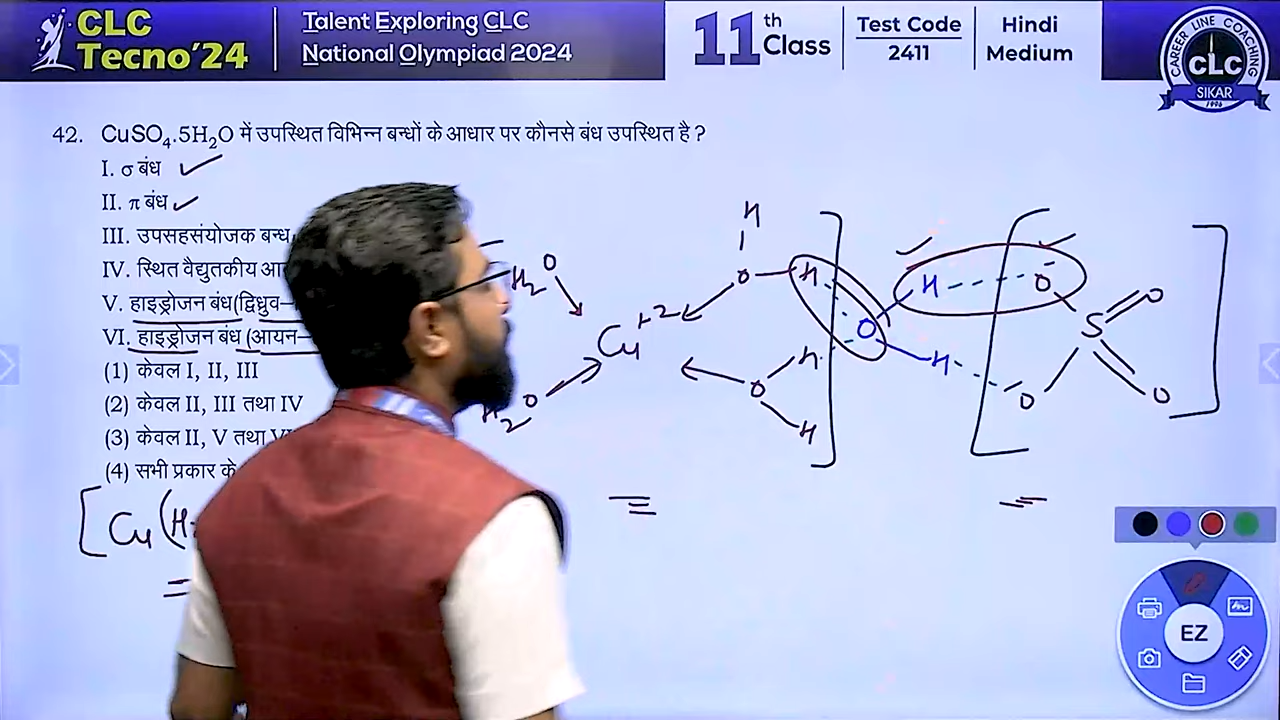 CLC
Tecno'24
Talent Exploring CLC
National Olympiad 2024
11th Class
Test Code
2411
Hindi
Medium
CAREER LINE COACHING
CLC
SIKAR
1996
42. CuSO₄.5H₂O में उपस्थित विभिन्न बन्धों के आधार पर कौनसे बंध उपस्थित है ?
I. σ बंध
II. π बंध
III. उपसहसंयोजक बन्ध
IV. स्थित वैद्युतकीय
V. हाइड्रोजन बंध(द्विध्रुव–
VI. हाइड्रोजन बंध (आयन–
(1) केवल I, II, III
(2) केवल II, III तथा IV
(3) केवल II, V तथा
(4) सभी प्रकार के
[Cu(H
H₂O
H₂O
Cu+2
H
O H
O H
H
O H
H
O-
O
S O
O
EZ